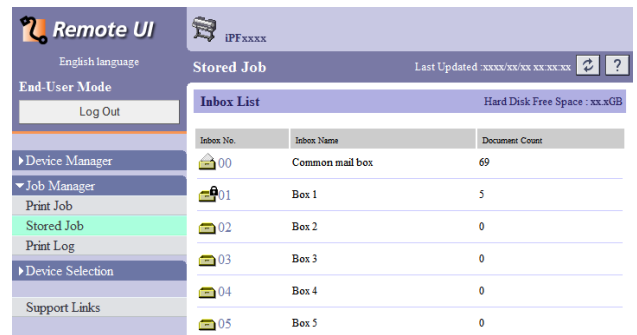 Remote UI
iPFxxxx
English language
Stored Job
Last Updated :xxxx/xx/xx xx:xx:xx
?
End-User Mode
Log Out
Inbox List
Hard Disk Free Space : xx.xGB
Inbox No. Inbox Name Document Count
00 Common mail box 69
Device Manager
Job Manager
01 Box 1 5
Print Job
Stored Job
02 Box 2 0
Print Log
03 Box 3 0
Device Selection
04 Box 4 0
Support Links
05 Box 5 0